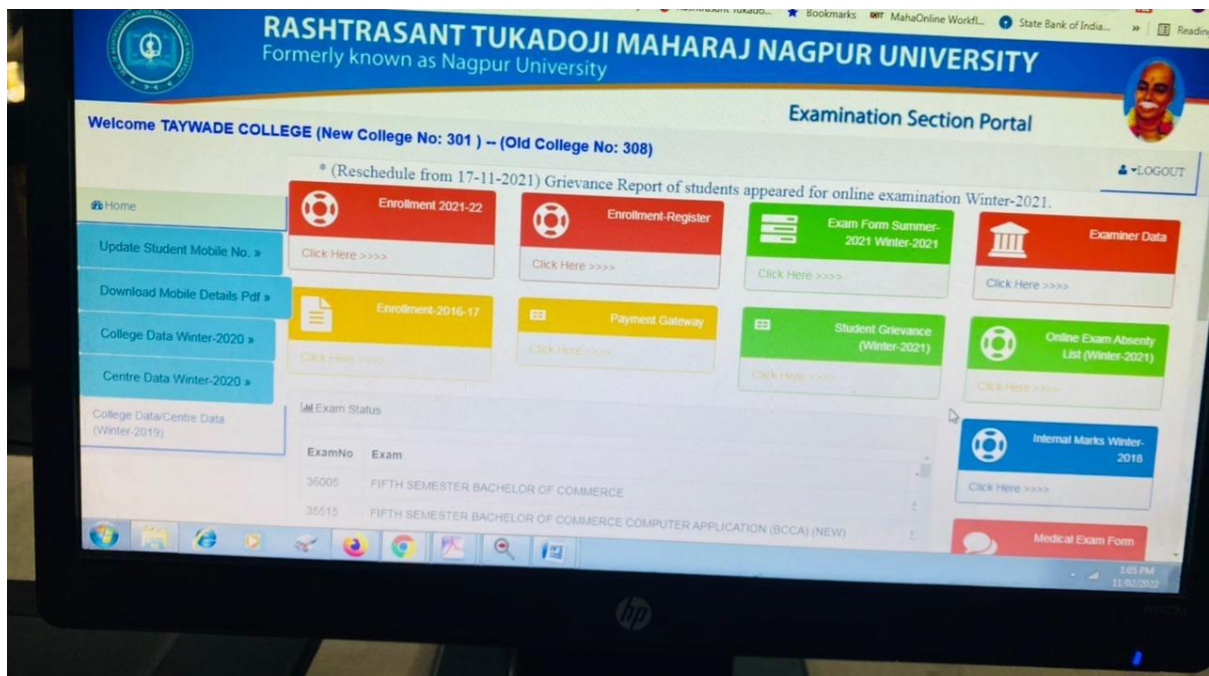 Bookmarks
MahaOnline Workfl...
State Bank of India...
»
Reading
RASHTRASANT TUKADOJI MAHARAJ NAGPUR UNIVERSITY
Formerly known as Nagpur University
Examination Section Portal
Welcome TAYWADE COLLEGE (New College No: 301 ) -- (Old College No: 308)
LOGOUT
* (Reschedule from 17-11-2021) Grievance Report of students appeared for online examination Winter-2021.
Home
Update Student Mobile No. »
Download Mobile Details Pdf »
College Data Winter-2020 »
Centre Data Winter-2020 »
College Data/Centre Data
(Winter-2019)
Enrollment 2021-22
Click Here >>>>
Enrollment-Register
Click Here >>>>
Exam Form Summer-
2021 Winter-2021
Click Here >>>>
Examiner Data
Click Here >>>>
Enrollment-2016-17
Click Here >>>>
Payment Gateway
Click Here >>>>
Student Grievance
(Winter-2021)
Click Here >>>>
Online Exam Absenty
List (Winter-2021)
Click Here >>>>
Exam Status
ExamNo Exam
36005 FIFTH SEMESTER BACHELOR OF COMMERCE
35515 FIFTH SEMESTER BACHELOR OF COMMERCE COMPUTER APPLICATION (BCCA) (NEW)
Internal Marks Winter-
2018
Click Here >>>>
Medical Exam Form
PM
11/02/2022
hp